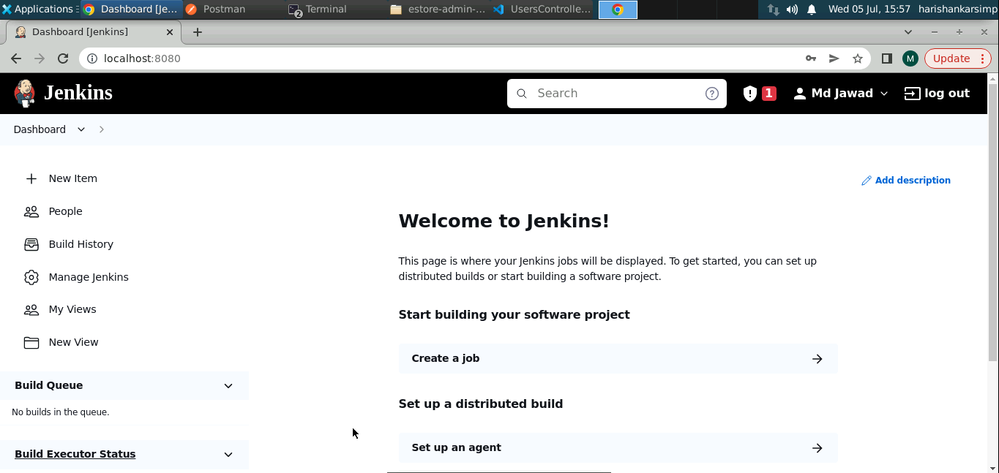 Applications
Dashboard [Je...
Postman
2
Terminal
estore-admin-...
UsersControlle...
Wed 05 Jul, 15:57
harishankarsimp
Dashboard [Jenkins]
localhost:8080
M
Update
Jenkins
Search
?
1
Md Jawad
log out
Dashboard
New Item
Add description
People
Build History
Manage Jenkins
My Views
New View
Build Queue
No builds in the queue.
Build Executor Status
Welcome to Jenkins!
This page is where your Jenkins jobs will be displayed. To get started, you can set up
distributed builds or start building a software project.
Start building your software project
Create a job
Set up a distributed build
Set up an agent